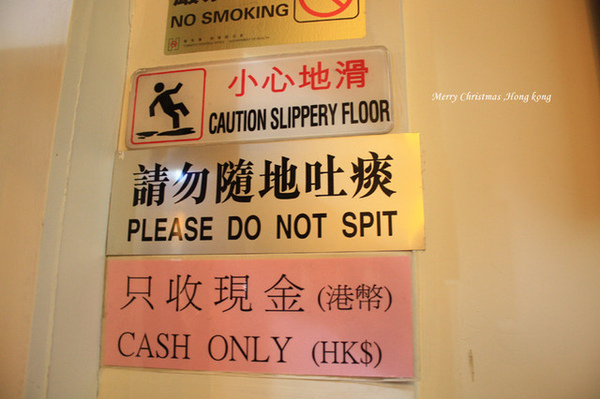 NO SMOKING
小心地滑
CAUTION SLIPPERY FLOOR
Merry Christmas ,Hong kong
請勿隨地吐痰
PLEASE DO NOT SPIT
只收現金 (港幣)
CASH ONLY (HK$)